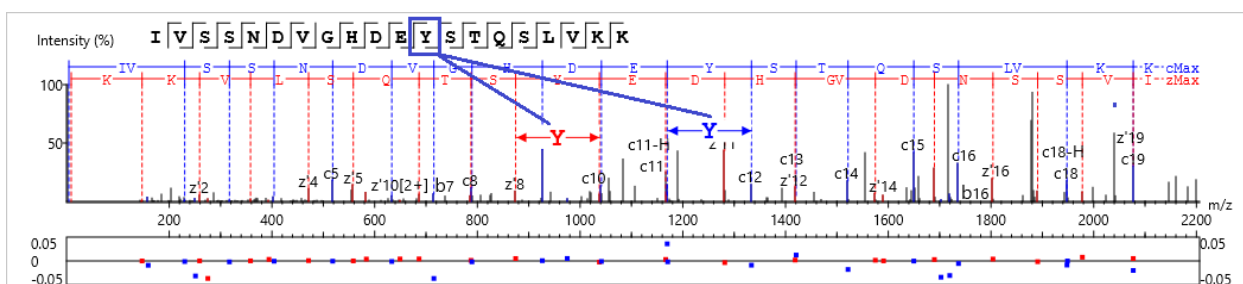 Intensity (%) I V S S N D V G H D E Y S T Q S L V K K
IV S S N D V G H D E Y S T Q S LV K K cMax
K K V L S Q T S Y E D H GV D N S S V I zMax
100
50
Y Y
z'2 z'4 c5 z'5 z'10[2+] b7 c8 z'8 c10 c11-H c11 c12 c13 z'12 c14 z'14 c15 c16 b16 z'16 c18-H c18 z'19 c19
200 400 600 800 1000 1200 1400 1600 1800 2000 2200 m/z
0.05 0.05
0 0
-0.05 -0.05